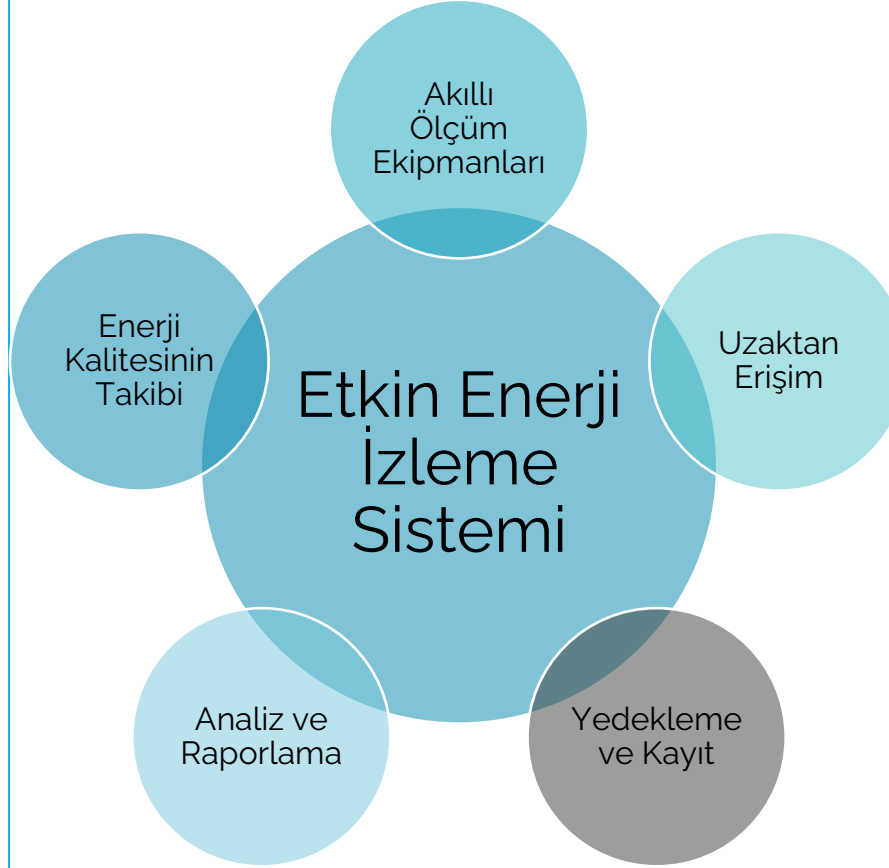 Akıllı
Ölçüm
Ekipmanları
Enerji
Kalitesinin
Takibi
Uzaktan
Erişim
Etkin Enerji
İzleme
Sistemi
Analiz ve
Raporlama
Yedekleme
ve Kayıt